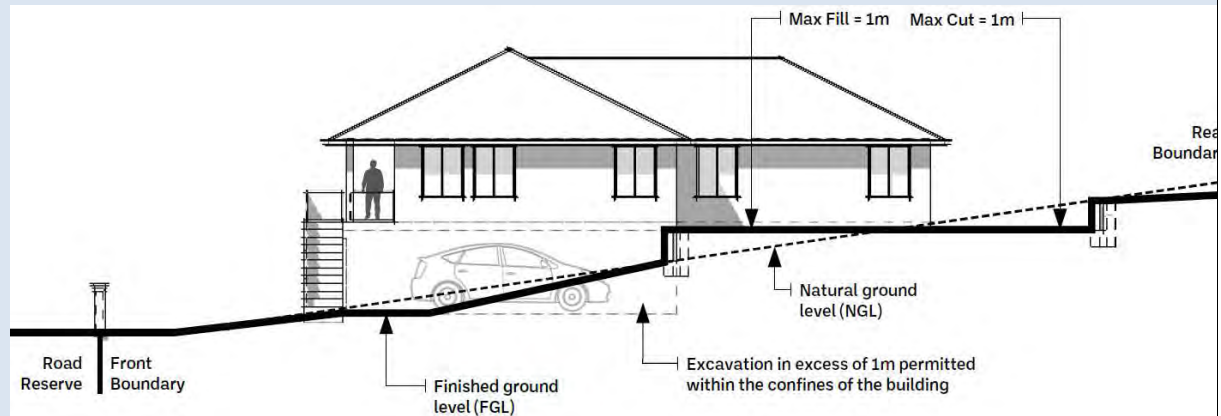 Max Fill = 1m
Max Cut = 1m
Boundar
Natural ground
level (NGL)
Road
Reserve
Front
Boundary
Excavation in excess of 1m permitted
within the confines of the building
Finished ground
level (FGL)